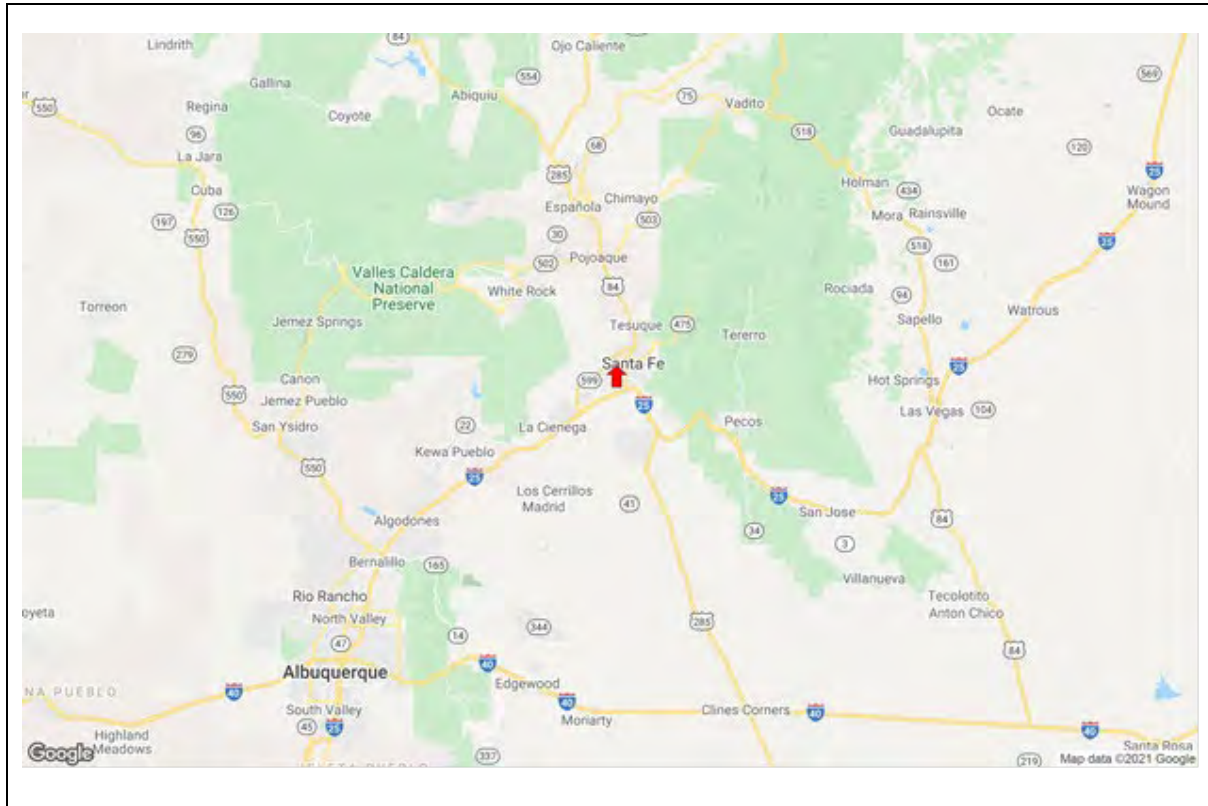 84
Lindrith
Ojo Caliente
Gallina
554
569
550
Regina
Abiquiu
75
Vadito
Coyote
Ocate
96
518
Guadalupita
La Jara
68
120
285
25
Cuba
Holman
434
Wagon
Mound
126
Española
Chimayo
197
503
Mora
Rainsville
550
30
518
25
502
Pojoaque
161
Valles Caldera
National
Preserve
White Rock
84
Rociada
94
Torreon
Watrous
Jemez Springs
Tesuque
475
Tererro
Sapello
279
Santa Fe
25
Canon
599
Hot Springs
550
Jemez Pueblo
25
Las Vegas
104
San Ysidro
22
La Cienega
Pecos
Kewa Pueblo
550
25
Los Cerrillos
Madrid
41
25
San Jose
84
Algodones
34
3
Bernalillo
165
Villanueva
Rio Rancho
Tecolotito
Anton Chico
oyeta
North Valley
344
285
47
14
84
Albuquerque
40
Edgewood
NA PUEBLO
40
40
South Valley
Moriarty
Clines Corners
40
45
25
40
Highland
Meadows
337
Santa Rosa
Google
219
Map data ©2021 Google